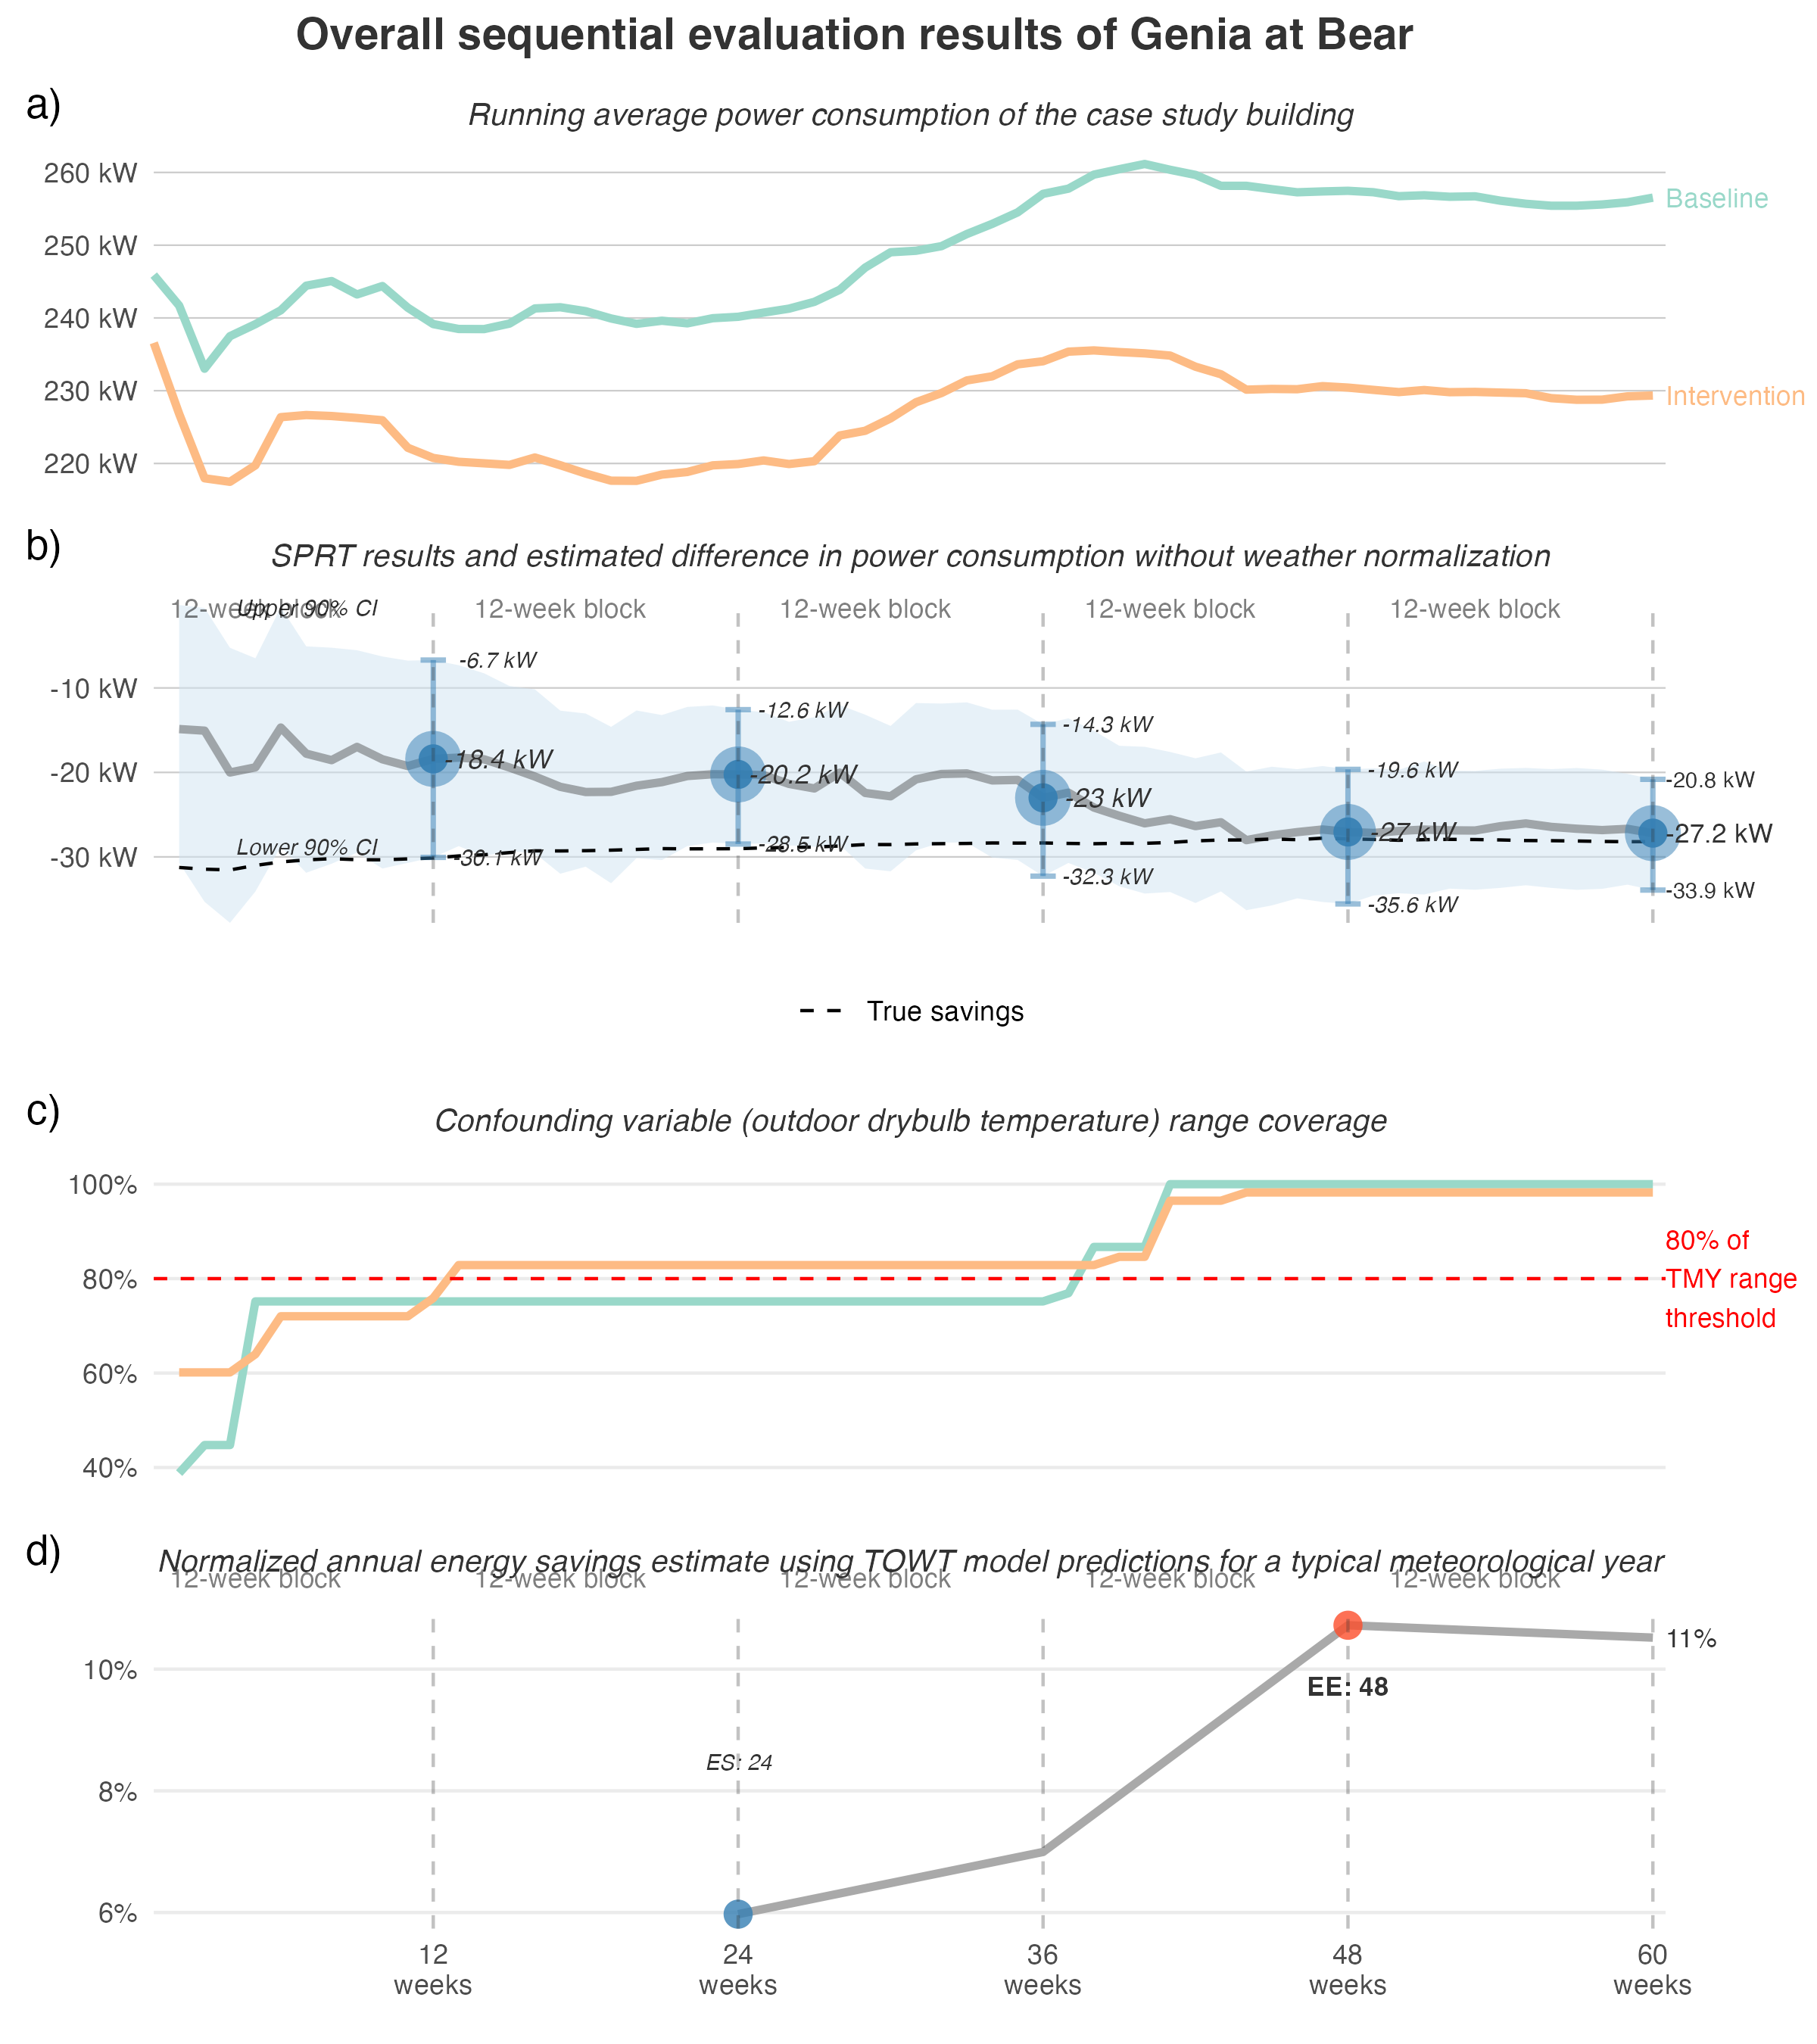 Overall sequential evaluation results of Genia at Bear
a)
Running average power consumption of the case study building
260 kW
250 kW
240 kW
230 kW
220 kW
Baseline
Intervention
b)
SPRT results and estimated difference in power consumption without weather normalization
12-week block
12-week block
12-week block
12-week block
12-week block
Upper 90% CI
Lower 90% CI
-10 kW
-20 kW
-30 kW
-6.7 kW
-18.4 kW
-30.1 kW
-12.6 kW
-20.2 kW
-28.5 kW
-14.3 kW
-23 kW
-32.3 kW
-19.6 kW
-27 kW
-35.6 kW
-20.8 kW
-27.2 kW
-33.9 kW
True savings
c)
Confounding variable (outdoor drybulb temperature) range coverage
100%
80%
60%
40%
80% of
TMY range
threshold
d)
Normalized annual energy savings estimate using TOWT model predictions for a typical meteorological year
12-week block
12-week block
12-week block
12-week block
12-week block
10%
8%
6%
ES: 24
EE: 48
11%
12
weeks
24
weeks
36
weeks
48
weeks
60
weeks